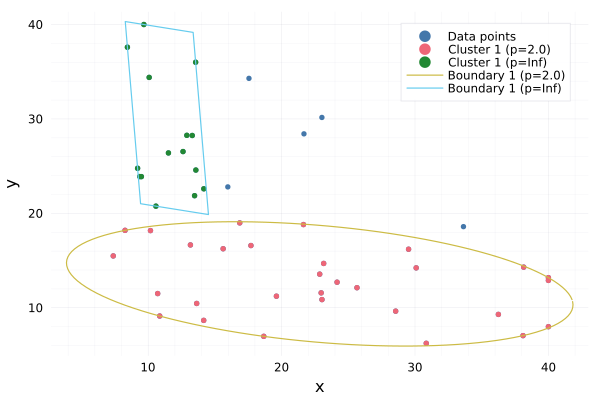 40
30
20
10
y
10
20
30
40
x
Data points
Cluster 1 (p=2.0)
Cluster 1 (p=Inf)
Boundary 1 (p=2.0)
Boundary 1 (p=Inf)